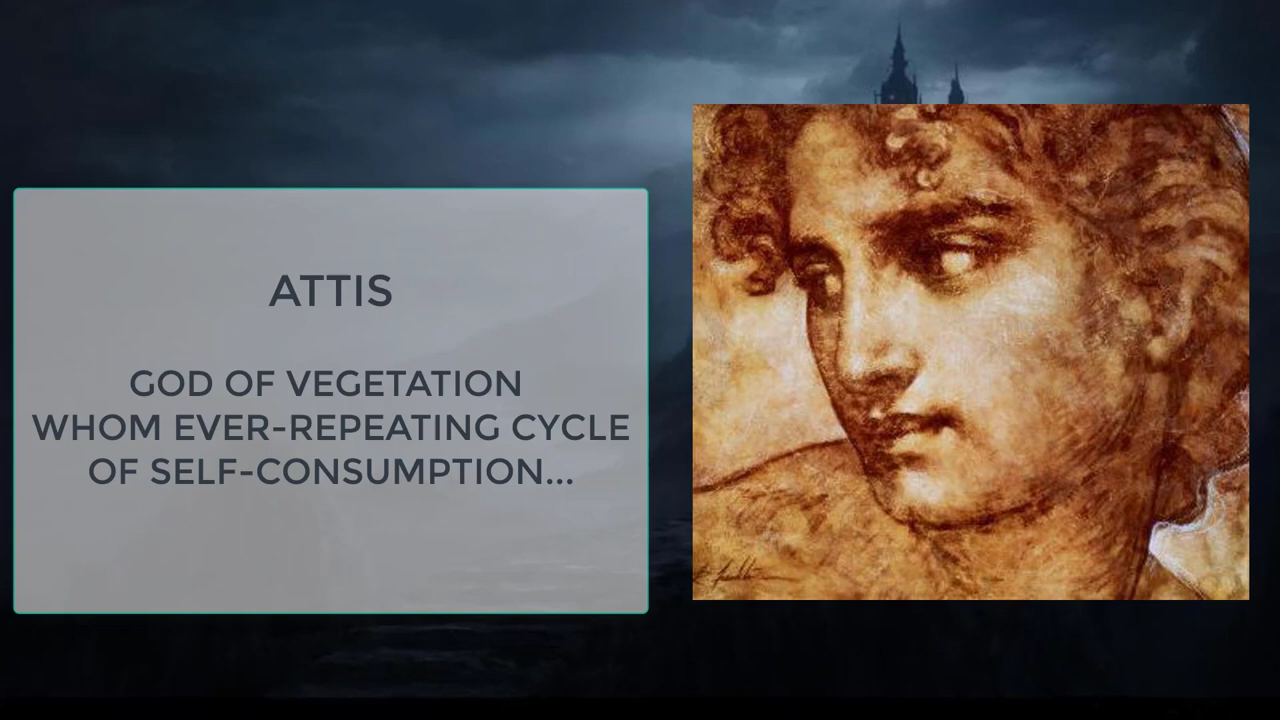 ATTIS
GOD OF VEGETATION
WHOM EVER-REPEATING CYCLE
OF SELF-CONSUMPTION...